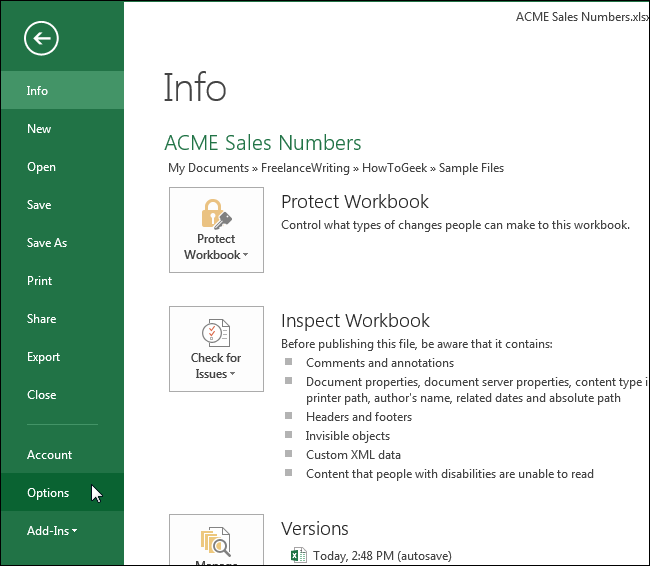 ACME Sales Numbers.xlsx
Info
New
Open
Save
Save As
Print
Share
Export
Close
Account
Options
Add-Ins
Info
ACME Sales Numbers
My Documents » FreelanceWriting » HowToGeek » Sample Files
Protect
Workbook
Protect Workbook
Control what types of changes people can make to this workbook.
Check for
Issues
Inspect Workbook
Before publishing this file, be aware that it contains:
Comments and annotations
Document properties, document server properties, content type i
printer path, author's name, related dates and absolute path
Headers and footers
Invisible objects
Custom XML data
Content that people with disabilities are unable to read
Manage
Versions
Today, 2:48 PM (autosave)